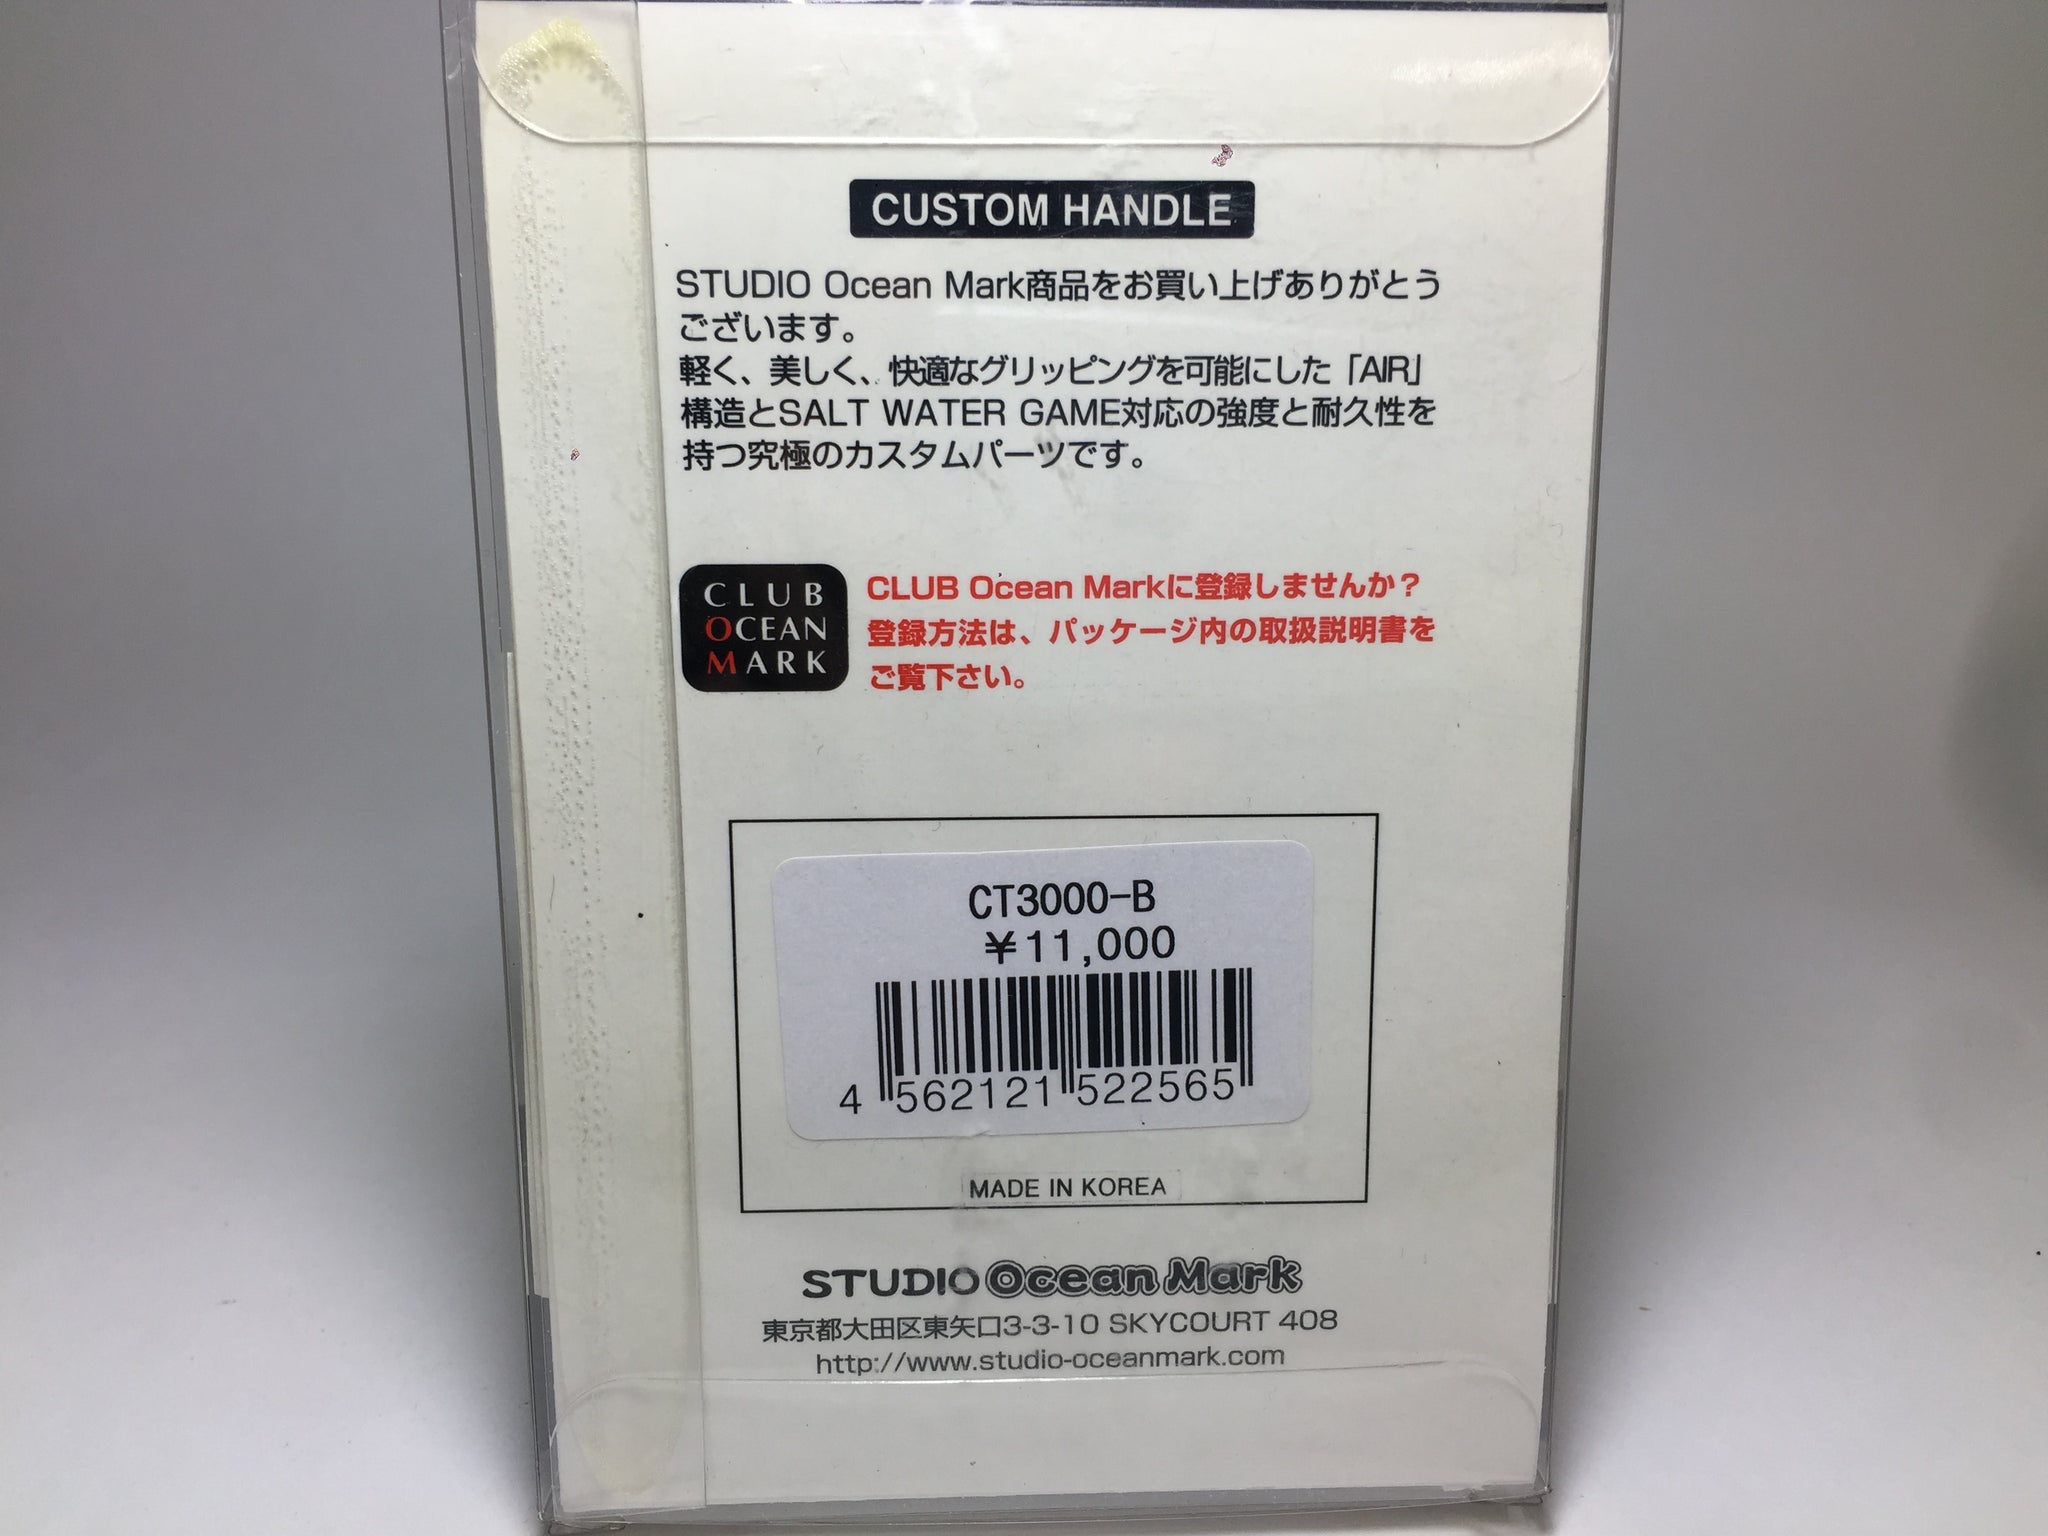 CUSTOM HANDLE
STUDIO Ocean Mark商品をお買い上げありがとう
ございます。
軽く、美しく、快適なグリッピングを可能にした「AIR」
構造とSALT WATER GAME対応の強度と耐久性を
持つ究極のカスタムパーツです。
CLUB
OCEAN
MARK
CLUB Ocean Markに登録しませんか？
登録方法は、パッケージ内の取扱説明書を
ご覧下さい。
CT3000-B
¥11,000
4 562121 522565
MADE IN KOREA
STUDIO Ocean Mark
東京都大田区東矢口3-3-10 SKYCOURT 408
http://www.studio-oceanmark.com